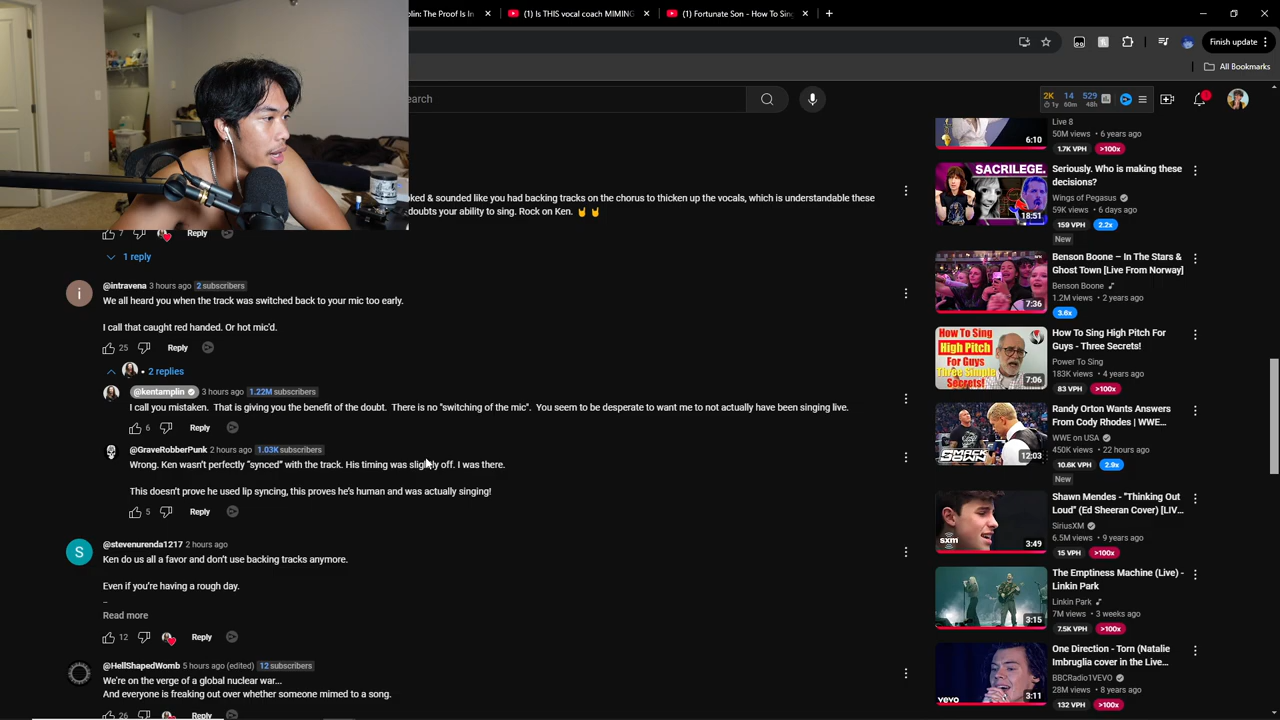 plin: The Proof Is In
(1) Is THIS vocal coach MIMING
(1) Fortunate Son - How To Sing
Finish update
All Bookmarks
earch
2K 14 529
1y 60m 48h
oked & sounded like you had backing tracks on the chorus to thicken up the vocals, which is understandable these
doubts your ability to sing. Rock on Ken. 🤘 🤘
7 Reply
1 reply
@intravena 3 hours ago 2 subscribers
We all heard you when the track was switched back to your mic too early.
I call that caught red handed. Or hot mic'd.
25 Reply
2 replies
@kentamplin 3 hours ago 1.22M subscribers
I call you mistaken. That is giving you the benefit of the doubt. There is no "switching of the mic". You seem to be desperate to want me to not actually have been singing live.
6 Reply
@GraveRobberPunk 2 hours ago 1.03K subscribers
Wrong. Ken wasn't perfectly "synced" with the track. His timing was slightly off. I was there.
This doesn't prove he used lip syncing, this proves he's human and was actually singing!
5 Reply
S
@stevenurenda1217 2 hours ago
Ken do us all a favor and don't use backing tracks anymore.
Even if you're having a rough day.
–
Read more
12 Reply
@HellShapedWomb 5 hours ago (edited) 12 subscribers
We're on the verge of a global nuclear war...
And everyone is freaking out over whether someone mimed to a song.
26 Reply
6:10
Live 8
50M views • 6 years ago
1.7K VPH >100x
SACRILEGE.
18:51
Seriously. Who is making these
decisions?
Wings of Pegasus
59K views • 6 days ago
159 VPH 2.2x
New
7:36
Benson Boone – In The Stars &
Ghost Town [Live From Norway]
Benson Boone
1.2M views • 2 years ago
3.6x
How To Sing
High Pitch
For Guys
Three Simple
Secrets!
7:06
How To Sing High Pitch For
Guys - Three Secrets!
Power To Sing
183K views • 4 years ago
83 VPH >100x
12:03
Randy Orton Wants Answers
From Cody Rhodes | WWE...
WWE on USA
450K views • 22 hours ago
10.6K VPH 2.9x
New
sxm
3:49
Shawn Mendes - "Thinking Out
Loud" (Ed Sheeran Cover) [LIV...
SiriusXM
6.5M views • 9 years ago
15 VPH >100x
3:15
The Emptiness Machine (Live) -
Linkin Park
Linkin Park
7M views • 3 weeks ago
7.5K VPH >100x
vevo
3:11
One Direction - Torn (Natalie
Imbruglia cover in the Live...
BBCRadio1VEVO
28M views • 8 years ago
132 VPH >100x